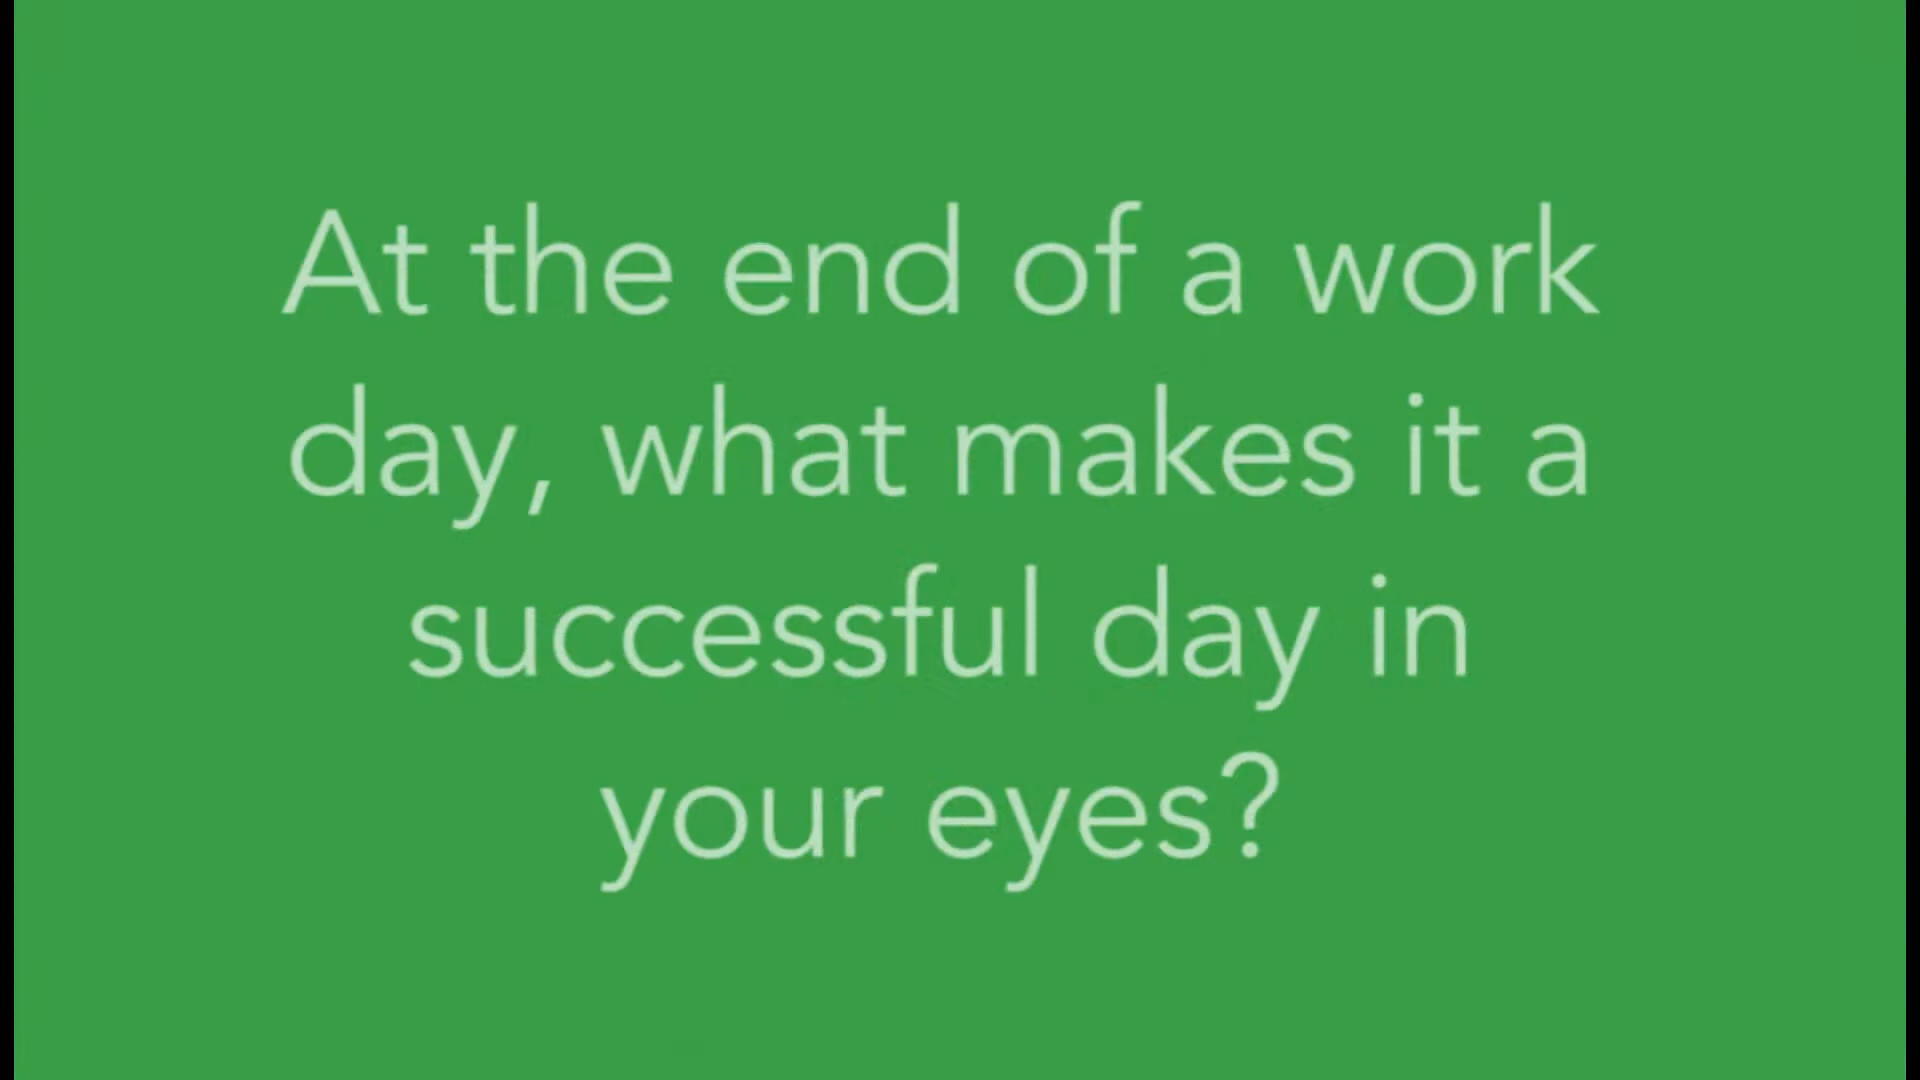 At the end of a work
day, what makes it a
successful day in
your eyes?